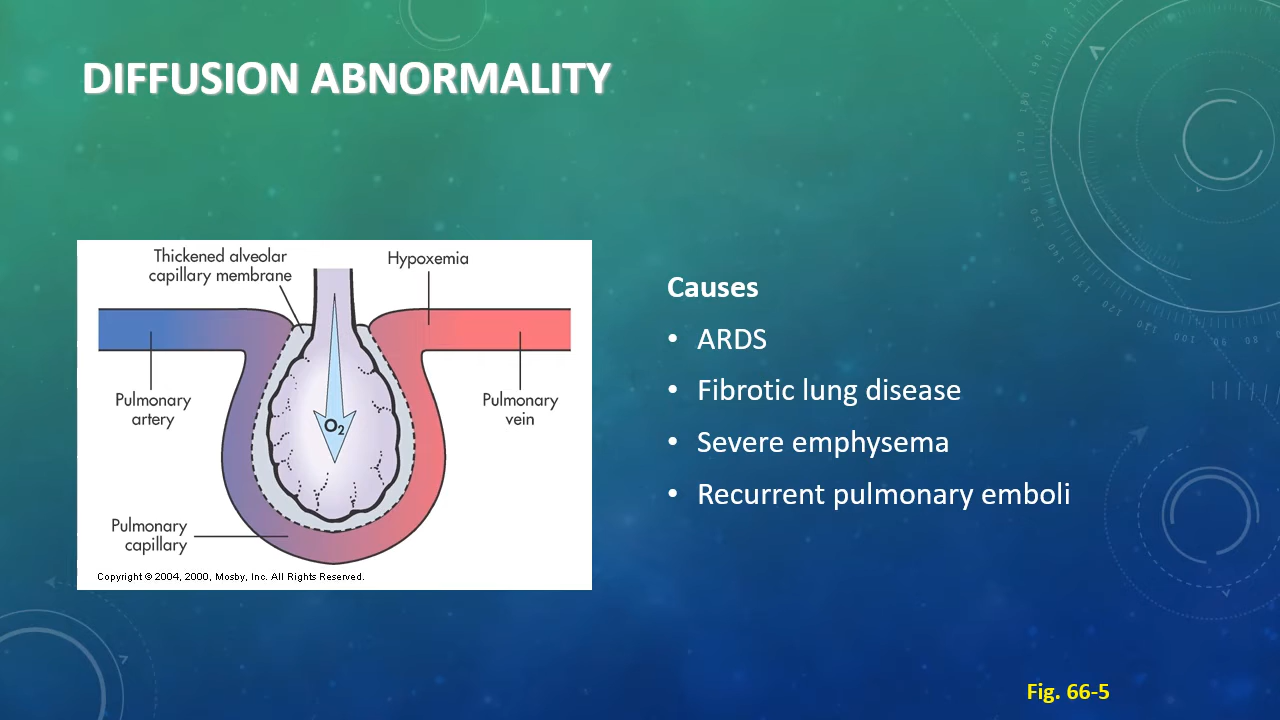 DIFFUSION ABNORMALITY
Thickened alveolar
capillary membrane
Hypoxemia
Pulmonary
artery
Pulmonary
vein
O2
Pulmonary
capillary
Copyright © 2004, 2000, Mosby, Inc. All Rights Reserved.
Causes
• ARDS
• Fibrotic lung disease
• Severe emphysema
• Recurrent pulmonary emboli
Fig. 66-5